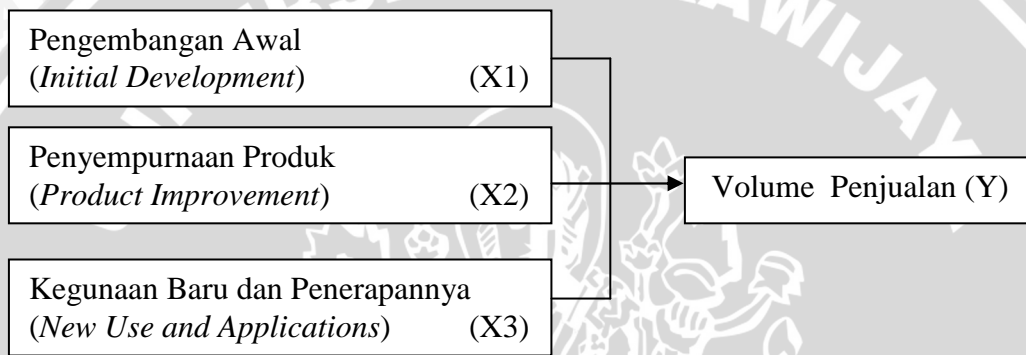 Pengembangan Awal
(Initial Development) (X1)
Penyempurnaan Produk
(Product Improvement) (X2)
Volume Penjualan (Y)
Kegunaan Baru dan Penerapannya
(New Use and Applications) (X3)